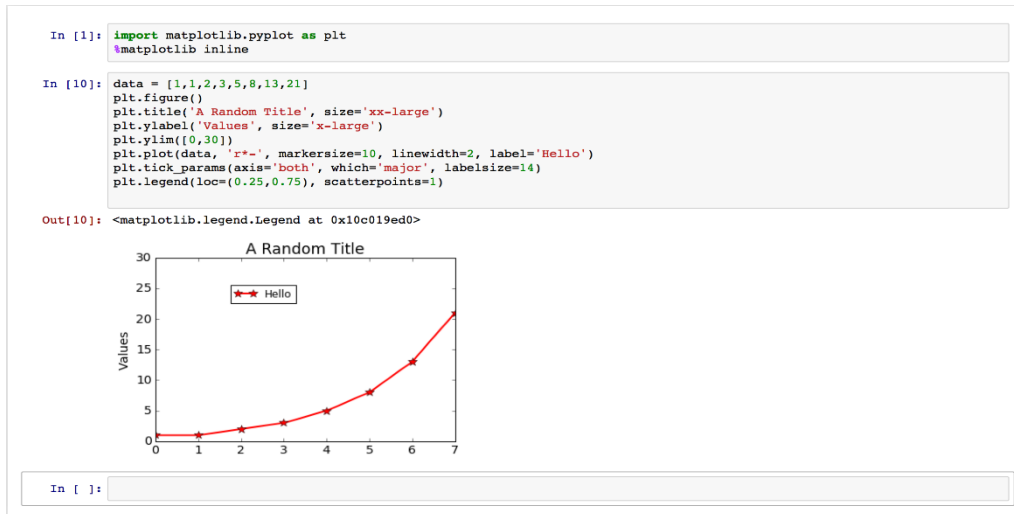 In [1]: import matplotlib.pyplot as plt
%matplotlib inline
In [10]: data = [1,1,2,3,5,8,13,21]
plt.figure()
plt.title('A Random Title', size='xx-large')
plt.ylabel('Values', size='x-large')
plt.ylim([0,30])
plt.plot(data, 'r*-', markersize=10, linewidth=2, label='Hello')
plt.tick_params(axis='both', which='major', labelsize=14)
plt.legend(loc=(0.25,0.75), scatterpoints=1)
Out[10]: <matplotlib.legend.Legend at 0x10c019ed0>
A Random Title
30
25
Hello
20
15
Values
10
5
0
0 1 2 3 4 5 6 7
In [ ]: